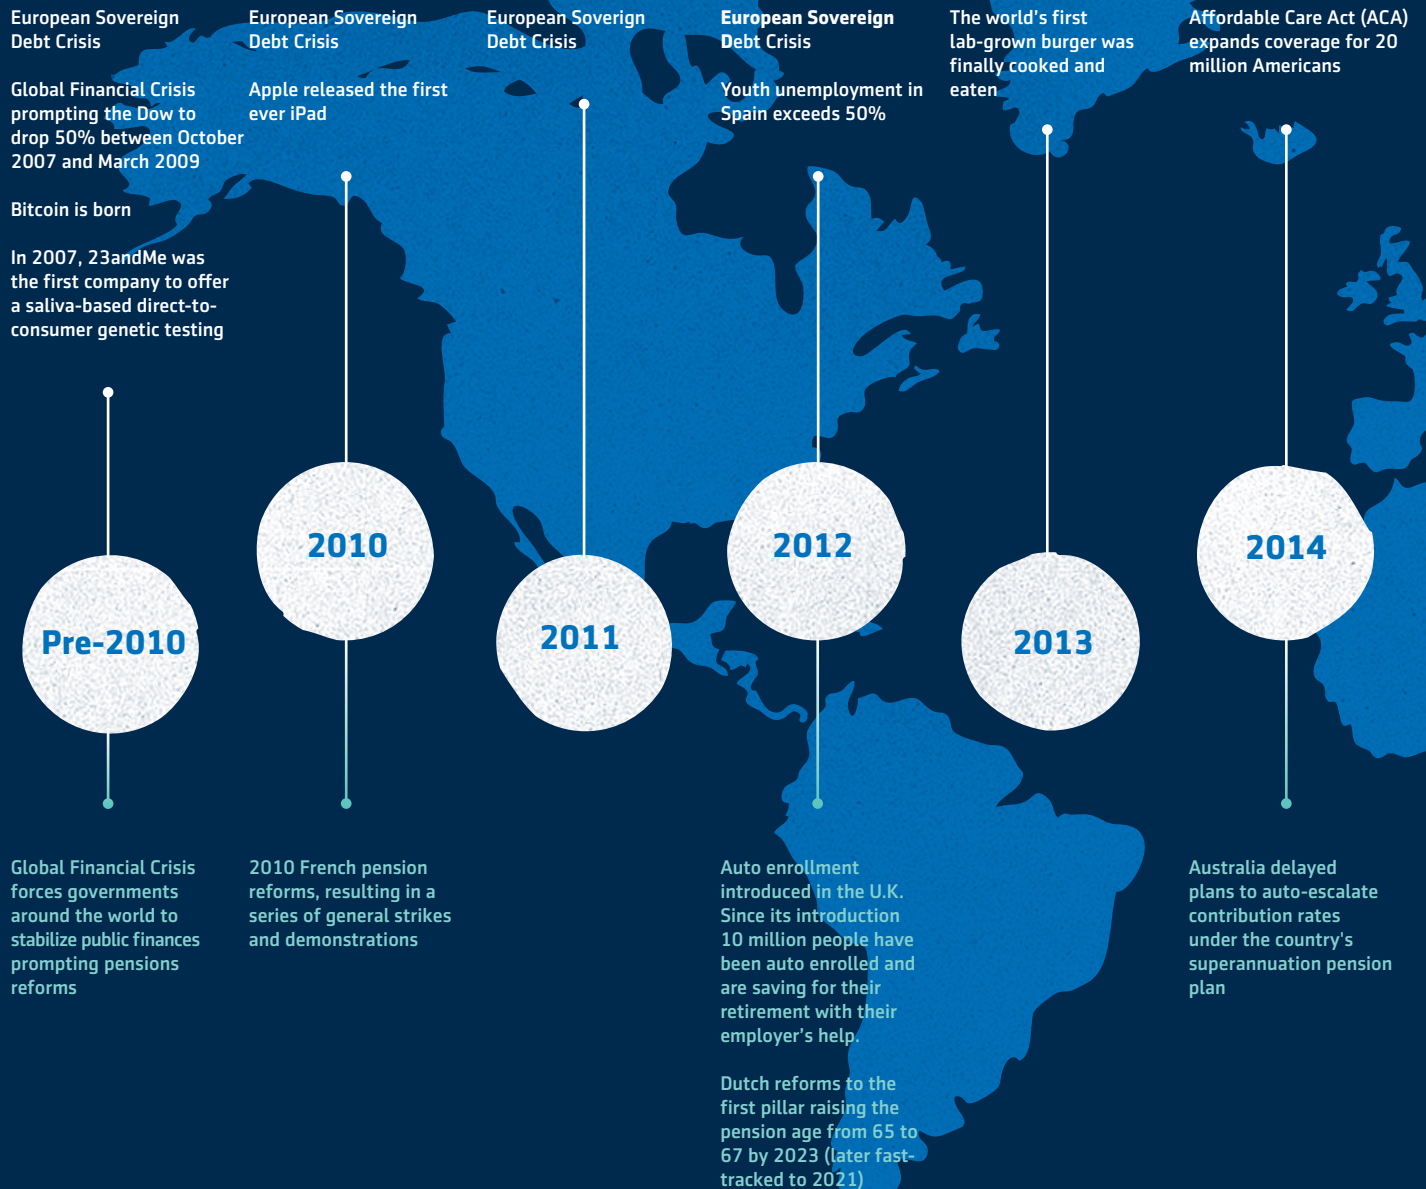 European Sovereign
Debt Crisis
Global Financial Crisis
prompting the Dow to
drop 50% between October
2007 and March 2009
Bitcoin is born
In 2007, 23andMe was
the first company to offer
a saliva-based direct-to-
consumer genetic testing
European Sovereign
Debt Crisis
Apple released the first
ever iPad
European Soverign
Debt Crisis
European Sovereign
Debt Crisis
Youth unemployment in
Spain exceeds 50%
The world's first
lab-grown burger was
finally cooked and
eaten
Affordable Care Act (ACA)
expands coverage for 20
million Americans
Pre-2010
2010
2011
2012
2013
2014
Global Financial Crisis
forces governments
around the world to
stabilize public finances
prompting pensions
reforms
2010 French pension
reforms, resulting in a
series of general strikes
and demonstrations
Auto enrollment
introduced in the U.K.
Since its introduction
10 million people have
been auto enrolled and
are saving for their
retirement with their
employer’s help.
Dutch reforms to the
first pillar raising the
pension age from 65 to
67 by 2023 (later fast-
tracked to 2021)
Australia delayed
plans to auto-escalate
contribution rates
under the country's
superannuation pension
plan